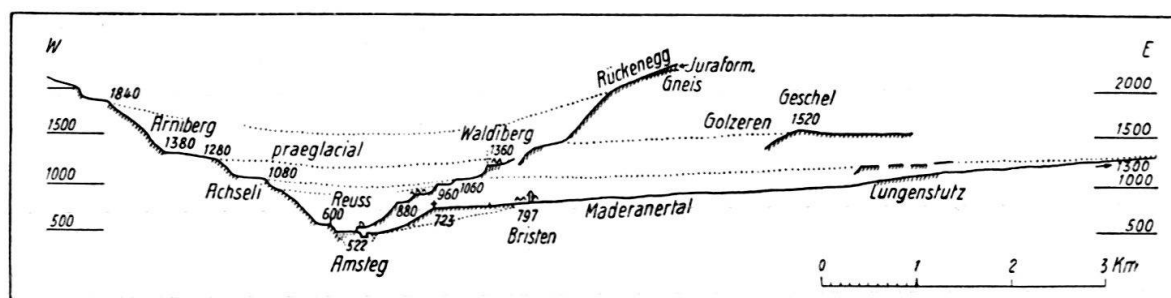 W
E
1840
Rückenegg
←Juraform.
Gneis
2000
2000
Geschel
1520
Arniberg
1500
Waldiberg
Golzeren
1500
1380
1280
praeglacial
1360
1300
1080
1060
1000
1000
Achseli
Reuss
960
Lungenstutz
880
Maderanertal
600
723
797
500
500
522
Bristen
Amsteg
0 1 2 3 Km